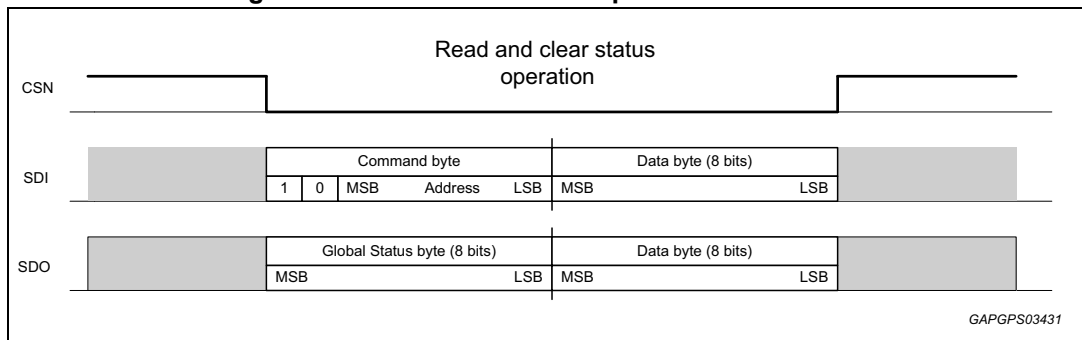 Read and clear status
operation
CSN
Command byte Data byte (8 bits)
SDI
1 0 MSB Address LSB MSB LSB
Global Status byte (8 bits) Data byte (8 bits)
SDO
MSB LSB MSB LSB
GAPGPS03431